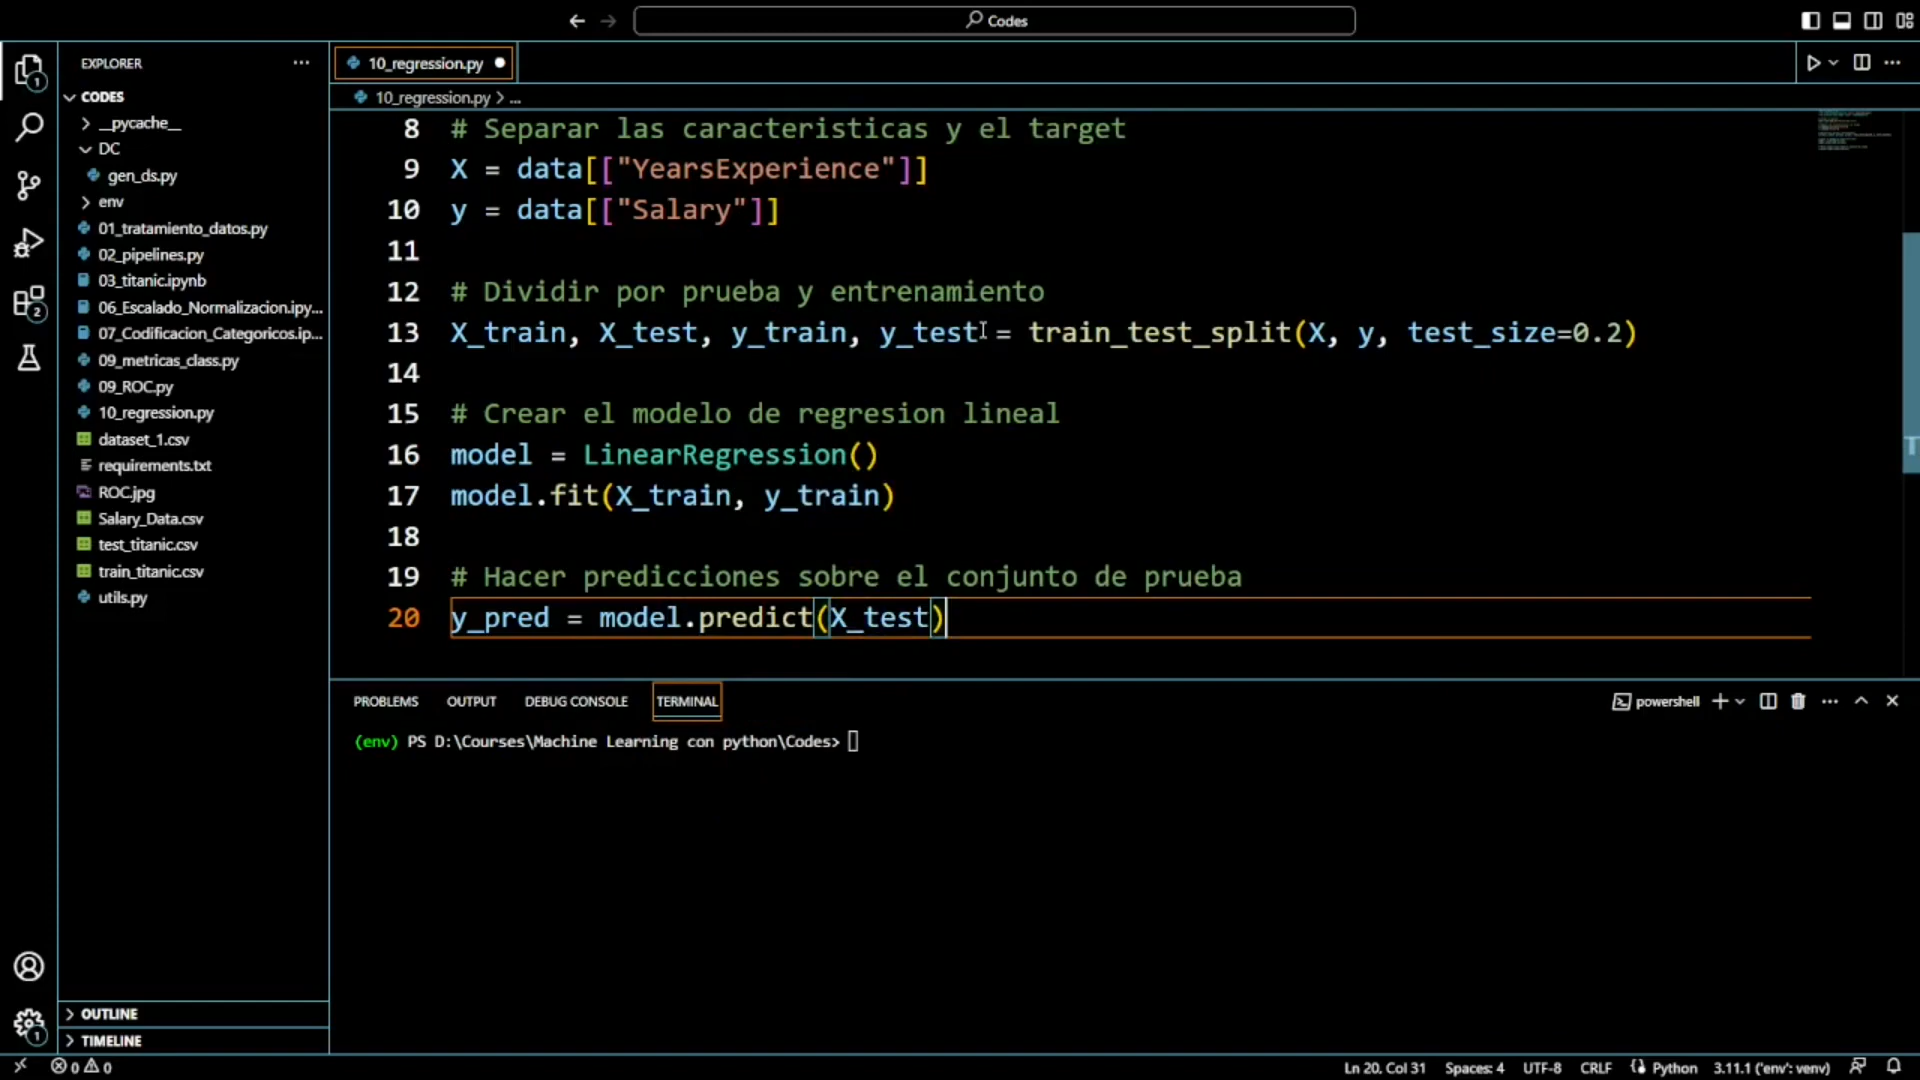 Codes
EXPLORER
CODES
__pycache__
DC
gen_ds.py
env
01_tratamiento_datos.py
02_pipelines.py
03_titanic.ipynb
06_Escalado_Normalizacion.ipy...
07_Codificacion_Categoricos.ip...
09_metricas_class.py
09_ROC.py
10_regression.py
dataset_1.csv
requirements.txt
ROC.jpg
Salary_Data.csv
test_titanic.csv
train_titanic.csv
utils.py
OUTLINE
TIMELINE
10_regression.py
10_regression.py > ...
8 # Separar las caracteristicas y el target
9 X = data[["YearsExperience"]]
10 y = data[["Salary"]]
11
12 # Dividir por prueba y entrenamiento
13 X_train, X_test, y_train, y_test = train_test_split(X, y, test_size=0.2)
14
15 # Crear el modelo de regresion lineal
16 model = LinearRegression()
17 model.fit(X_train, y_train)
18
19 # Hacer predicciones sobre el conjunto de prueba
20 y_pred = model.predict(X_test)
PROBLEMS OUTPUT DEBUG CONSOLE TERMINAL powershell
(env) PS D:\Courses\Machine Learning con python\Codes>
0 0 Ln 20, Col 31 Spaces: 4 UTF-8 CRLF Python 3.11.1 ('env': venv)